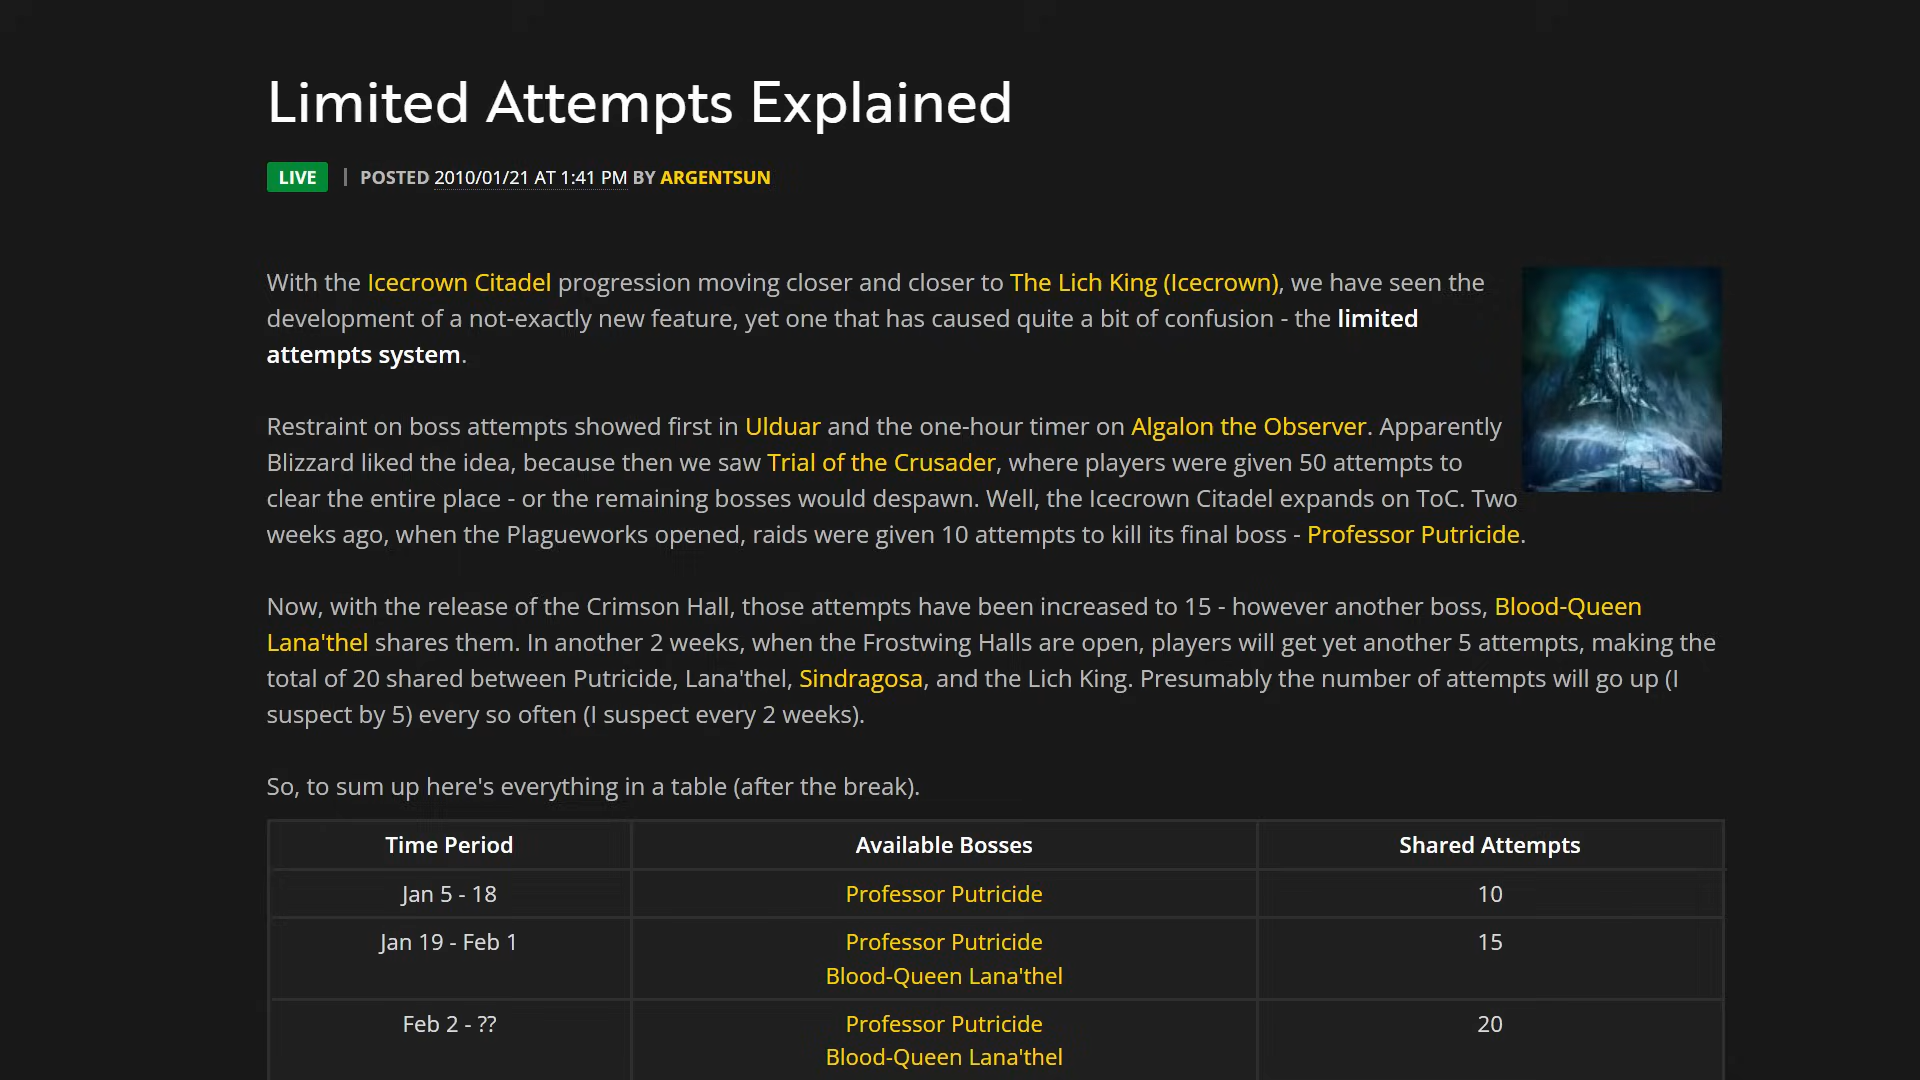 Limited Attempts Explained
LIVE | POSTED 2010/01/21 AT 1:41 PM BY ARGENTSUN
With the Icecrown Citadel progression moving closer and closer to The Lich King (Icecrown), we have seen the
development of a not-exactly new feature, yet one that has caused quite a bit of confusion - the limited
attempts system.
Restraint on boss attempts showed first in Ulduar and the one-hour timer on Algalon the Observer. Apparently
Blizzard liked the idea, because then we saw Trial of the Crusader, where players were given 50 attempts to
clear the entire place - or the remaining bosses would despawn. Well, the Icecrown Citadel expands on ToC. Two
weeks ago, when the Plagueworks opened, raids were given 10 attempts to kill its final boss - Professor Putricide.
Now, with the release of the Crimson Hall, those attempts have been increased to 15 - however another boss, Blood-Queen
Lana'thel shares them. In another 2 weeks, when the Frostwing Halls are open, players will get yet another 5 attempts, making the
total of 20 shared between Putricide, Lana'thel, Sindragosa, and the Lich King. Presumably the number of attempts will go up (I
suspect by 5) every so often (I suspect every 2 weeks).
So, to sum up here's everything in a table (after the break).
Time Period Available Bosses Shared Attempts
Jan 5 - 18 Professor Putricide 10
Jan 19 - Feb 1 Professor Putricide 15
Blood-Queen Lana'thel
Feb 2 - ?? Professor Putricide 20
Blood-Queen Lana'thel